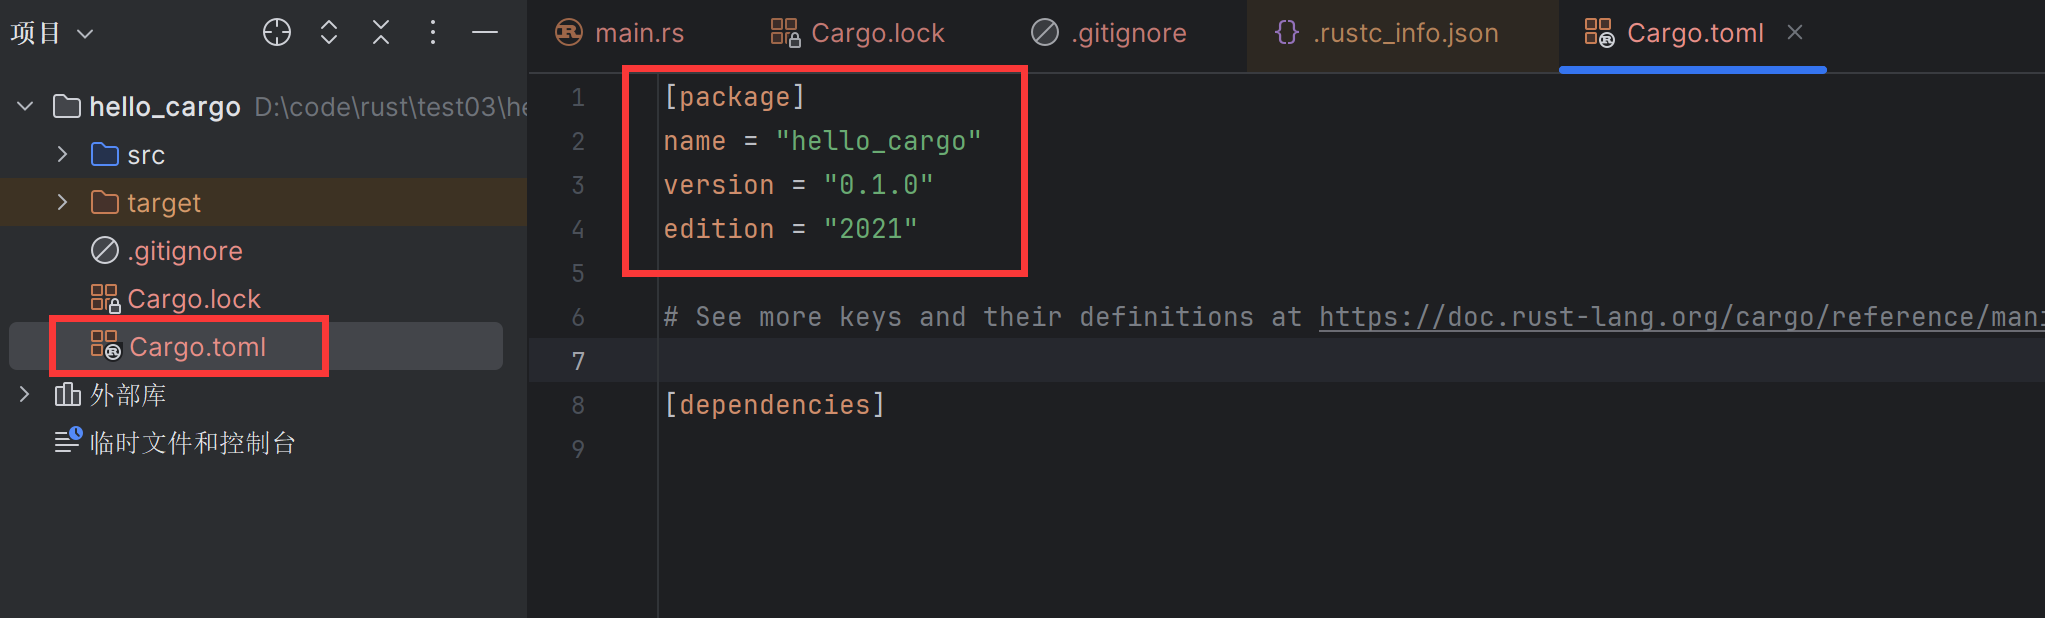 项目
hello_cargo D:\code\rust\test03\he
src
target
.gitignore
Cargo.lock
Cargo.toml
外部库
临时文件和控制台
main.rs Cargo.lock .gitignore {} .rustc_info.json Cargo.toml
1 [package]
2 name = "hello_cargo"
3 version = "0.1.0"
4 edition = "2021"
5
6 # See more keys and their definitions at https://doc.rust-lang.org/cargo/reference/mani
7
8 [dependencies]
9